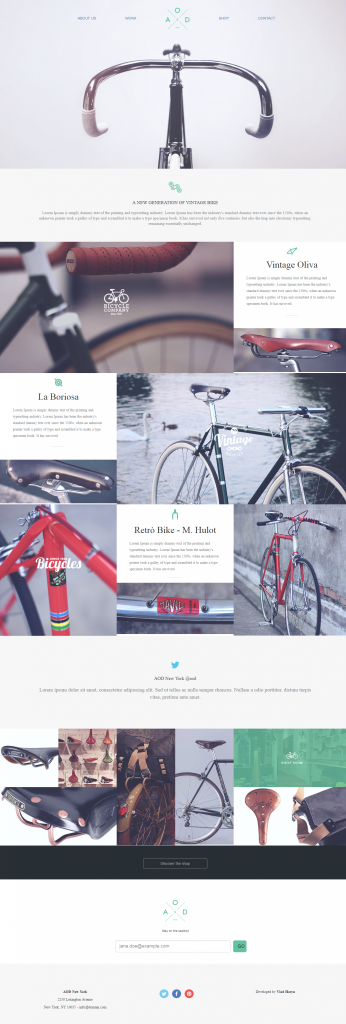 ABOUT US
WORK
A O D
SHOP
CONTACT
A NEW GENERATION OF VINTAGE BIKE
Lorem Ipsum is simply dummy text of the printing and typesetting industry. Lorem Ipsum has been the industry's standard dummy text ever since the 1500s, when an
unknown printer took a galley of type and scrambled it to make a type specimen book. It has survived not only five centuries, but also the leap into electronic typesetting,
remaining essentially unchanged.
BICYCLE
COMPANY
Vintage Oliva
Lorem Ipsum is simply dummy text of the printing and
typesetting industry. Lorem Ipsum has been the industry's
standard dummy text ever since the 1500s, when an unknown
printer took a galley of type and scrambled it to make a type
specimen book. It has survived
La Boriosa
Lorem Ipsum is simply dummy text of the printing and
typesetting industry. Lorem Ipsum has been the industry's
standard dummy text ever since the 1500s, when an unknown
printer took a galley of type and scrambled it to make a type
specimen book. It has survived
Vintage
Bicycles
Retrò Bike - M. Hulot
Lorem Ipsum is simply dummy text of the printing and
typesetting industry. Lorem Ipsum has been the industry's
standard dummy text ever since the 1500s, when an unknown
printer took a galley of type and scrambled it to make a type
specimen book. It has survived
AOD New York @aod
Lorem ipsum dolor sit amet, consectetur adipiscing elit. Sed ut tellus ac nulla semper rhoncus. Nullam a odio porttitor, dictum turpis
vitae, pretium ante amet.
Discover the shop
A O D
Stay on the saddle!
jane.doe@example.com
GO
AOD New York
Lexington Avenue
New York, NY
Developed by